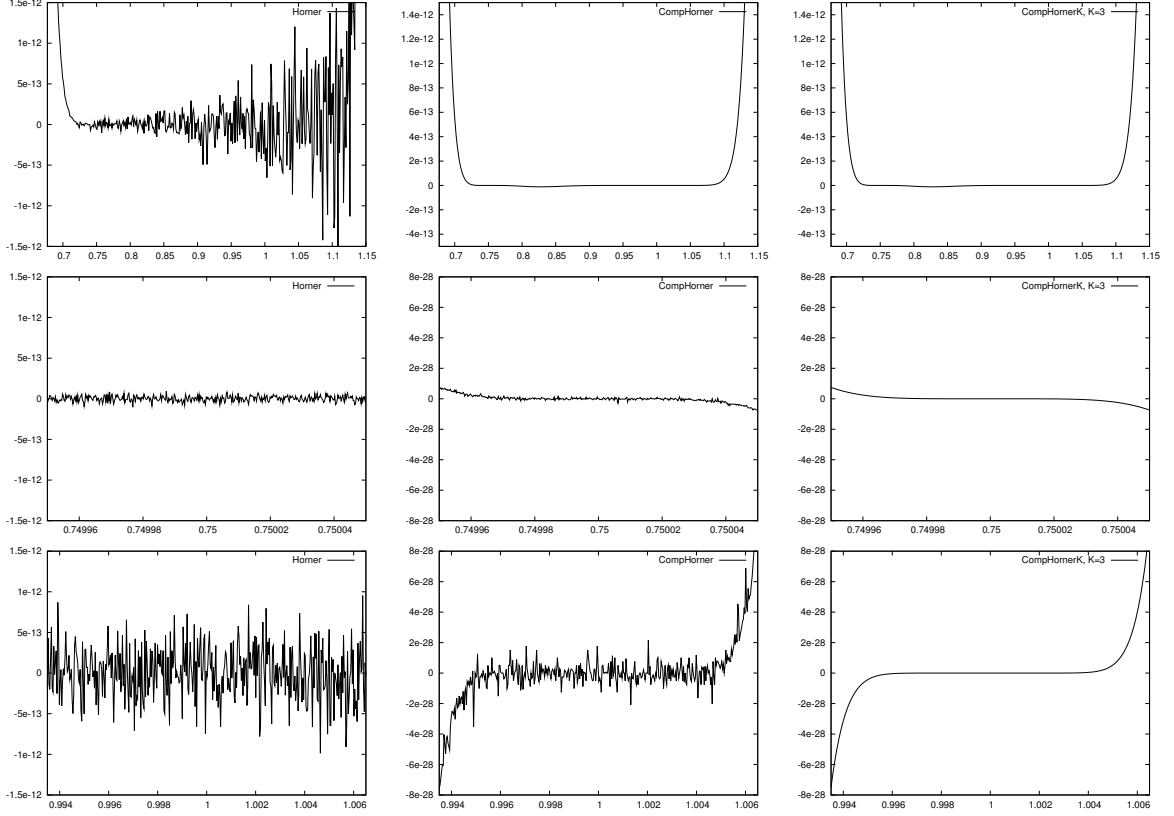 1.5e-12
1e-12
5e-13
0
-5e-13
-1e-12
-1.5e-12
0.7 0.75 0.8 0.85 0.9 0.95 1 1.05 1.1 1.15
Horner
1.4e-12
1.2e-12
1e-12
8e-13
6e-13
4e-13
2e-13
0
-2e-13
-4e-13
0.7 0.75 0.8 0.85 0.9 0.95 1 1.05 1.1 1.15
CompHorner
1.4e-12
1.2e-12
1e-12
8e-13
6e-13
4e-13
2e-13
0
-2e-13
-4e-13
0.7 0.75 0.8 0.85 0.9 0.95 1 1.05 1.1 1.15
CompHornerK, K=3
1.5e-12
1e-12
5e-13
0
-5e-13
-1e-12
-1.5e-12
0.74996 0.74998 0.75 0.75002 0.75004
Horner
8e-28
6e-28
4e-28
2e-28
0
-2e-28
-4e-28
-6e-28
-8e-28
0.74996 0.74998 0.75 0.75002 0.75004
CompHorner
8e-28
6e-28
4e-28
2e-28
0
-2e-28
-4e-28
-6e-28
-8e-28
0.74996 0.74998 0.75 0.75002 0.75004
CompHornerK, K=3
1.5e-12
1e-12
5e-13
0
-5e-13
-1e-12
-1.5e-12
0.994 0.996 0.998 1 1.002 1.004 1.006
Horner
8e-28
6e-28
4e-28
2e-28
0
-2e-28
-4e-28
-6e-28
-8e-28
0.994 0.996 0.998 1 1.002 1.004 1.006
CompHorner
8e-28
6e-28
4e-28
2e-28
0
-2e-28
-4e-28
-6e-28
-8e-28
0.994 0.996 0.998 1 1.002 1.004 1.006
CompHornerK, K=3